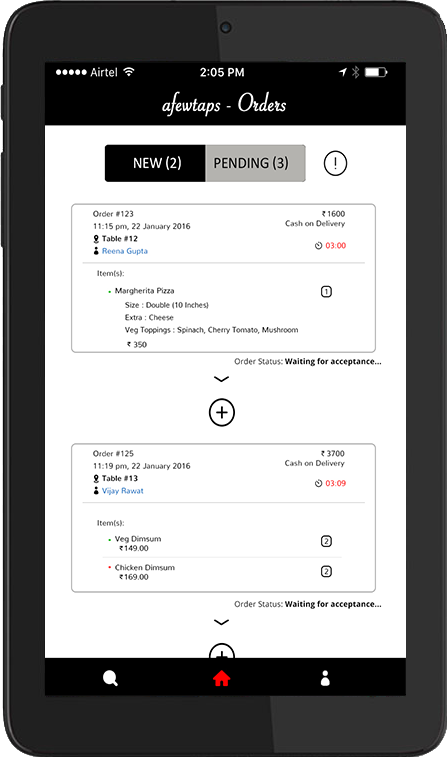 Airtel 2:05 PM
afewtaps - Orders
NEW (2) PENDING (3) !
Order #123 ₹1600
11:15 pm, 22 January 2016 Cash on Delivery
Table #12 03:00
Reena Gupta
Item(s):
Margherita Pizza 1
Size : Double (10 Inches)
Extra : Cheese
Veg Toppings : Spinach, Cherry Tomato, Mushroom
₹ 350
Order Status: Waiting for acceptance...
Order #125 ₹3700
11:19 pm, 22 January 2016 Cash on Delivery
Table #13 03:09
Vijay Rawat
Item(s):
Veg Dimsum 2
₹149.00
Chicken Dimsum 2
₹169.00
Order Status: Waiting for acceptance...